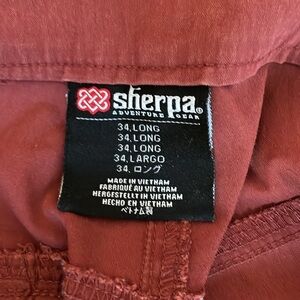 sherpa®
ADVENTURE GEAR
34, LONG
34, LONG
34, LONG
34, LARGO
34, ロング
MADE IN VIETNAM
FABRIQUÉ AU VIETNAM
HERGESTELLT IN VIETNAM
HECHO EN VIETNAM
ベトナム製